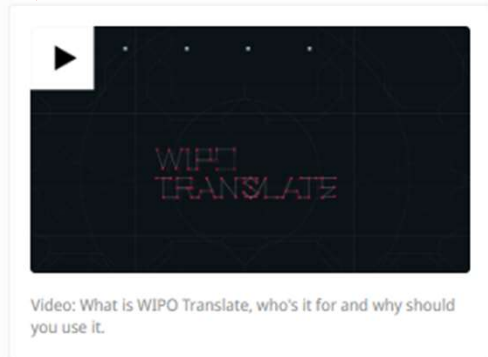 WIPO
TRANSLATE
Video: What is WIPO Translate, who's it for and why should
you use it.